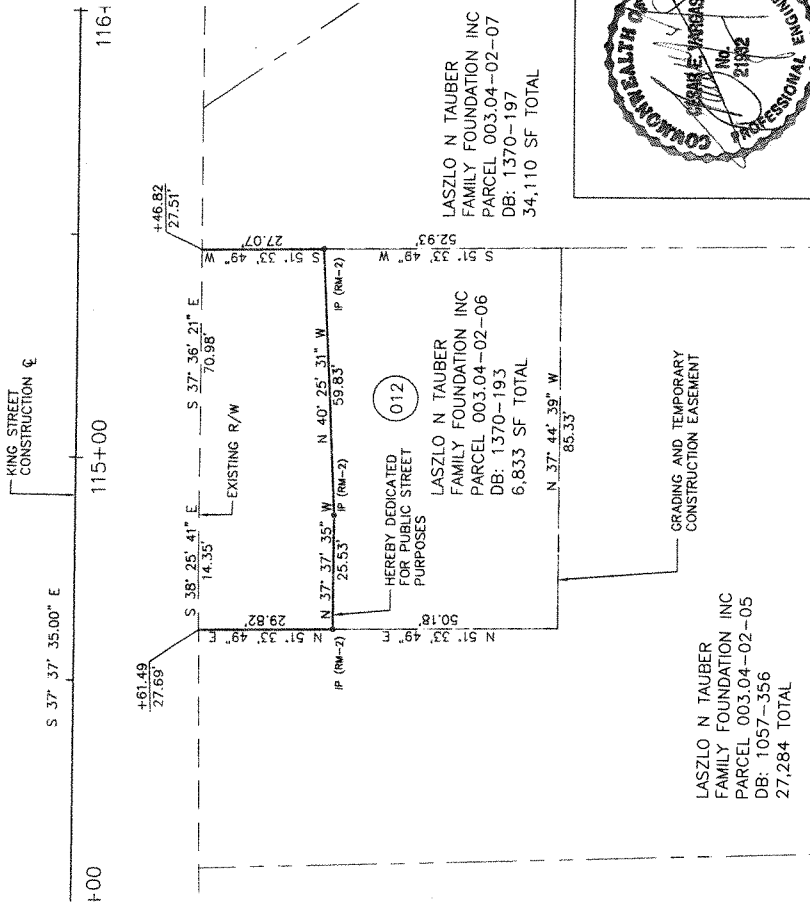 KING STREET
CONSTRUCTION ℄
116+
115+00
+00
S 37° 37' 35.00" E
+46.82
27.51'
+61.49
27.69'
S 37° 36' 21" E
70.98'
S 38° 25' 41" E
14.35'
EXISTING R/W
27.07'
S 51° 33' 49" W
52.93'
S 51° 33' 49" W
29.82'
N 51° 33' 49" E
50.18'
N 51° 33' 49" E
N 40° 25' 31" W
59.83'
N 37° 37' 35" W
25.53'
IP (RM-2)
IP (RM-2)
IP (RM-2)
012
HEREBY DEDICATED
FOR PUBLIC STREET
PURPOSES
LASZLO N TAUBER
FAMILY FOUNDATION INC
PARCEL 003.04-02-07
DB: 1370-197
34,110 SF TOTAL
LASZLO N TAUBER
FAMILY FOUNDATION INC
PARCEL 003.04-02-06
DB: 1370-193
6,833 SF TOTAL
N 37° 44' 39" W
85.33'
GRADING AND TEMPORARY
CONSTRUCTION EASEMENT
LASZLO N TAUBER
FAMILY FOUNDATION INC
PARCEL 003.04-02-05
DB: 1057-356
27,284 TOTAL
COMMONWEALTH OF
E. VARGAS
No.
21932
PROFESSIONAL